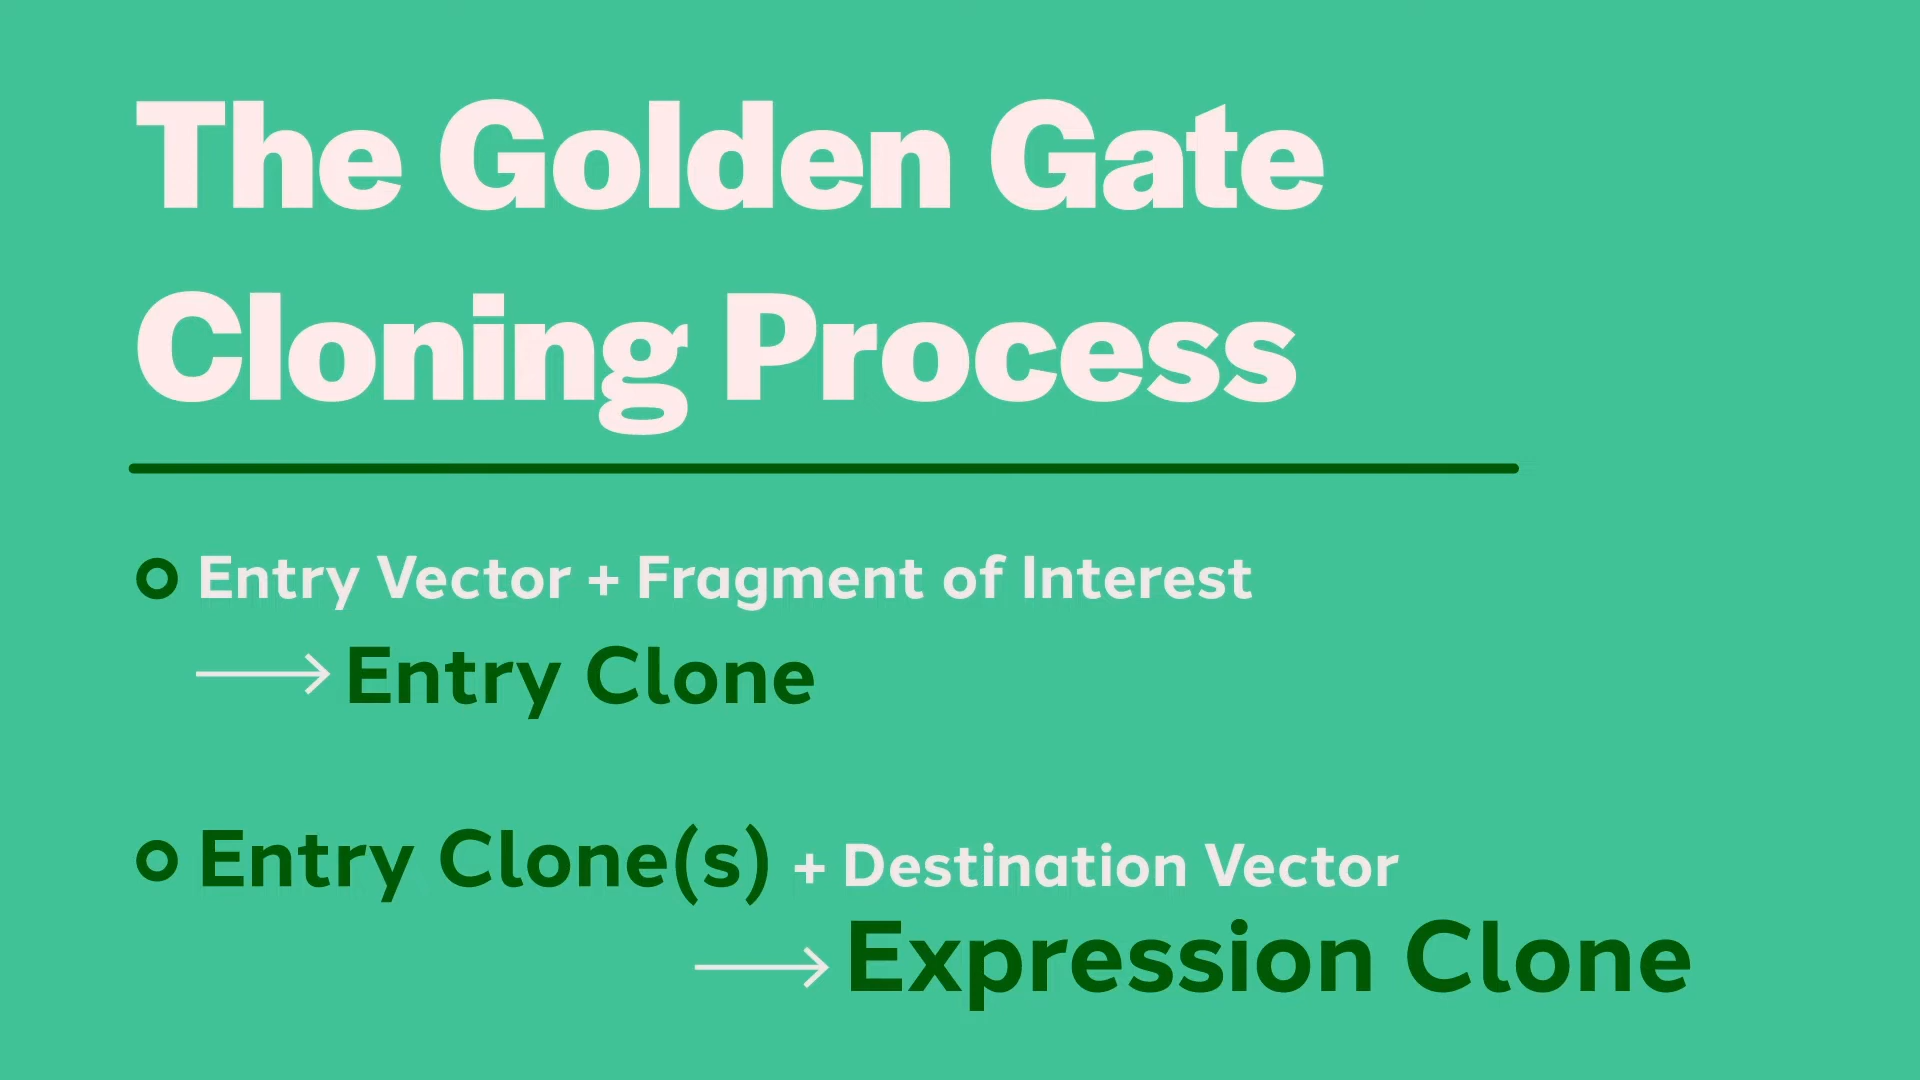 The Golden Gate
Cloning Process
Entry Vector + Fragment of Interest
→ Entry Clone
Entry Clone(s) + Destination Vector
→ Expression Clone